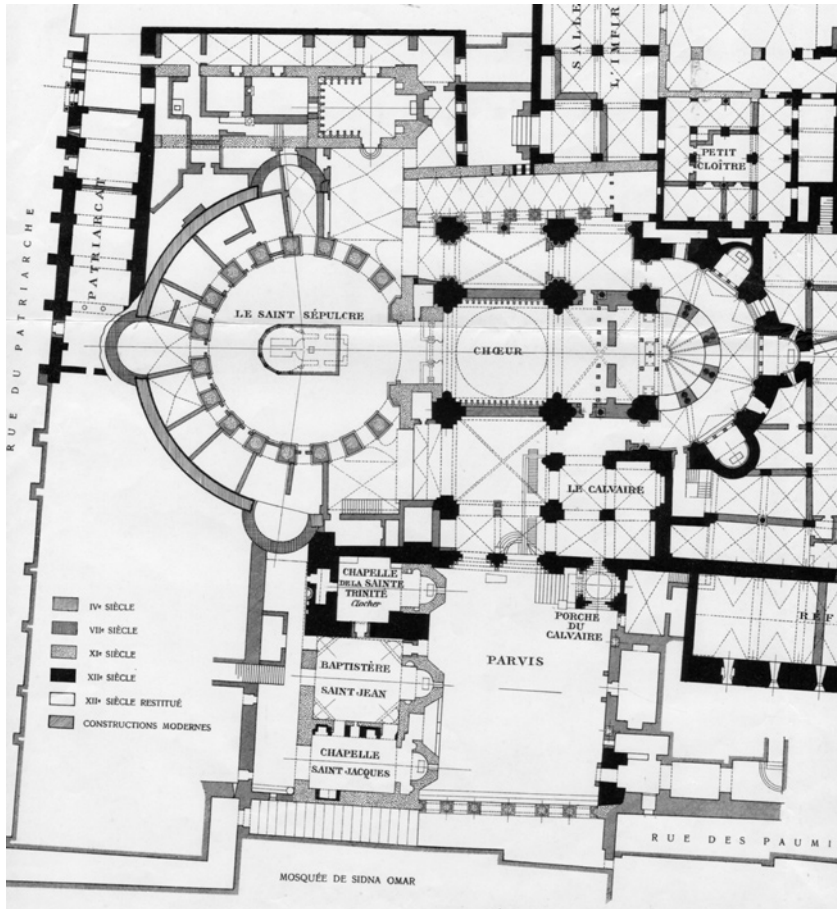 SALLE
L'IMPER
PETIT
CLOÎTRE
PATRIARCAT
RUE DU PATRIARCHE
LE SAINT SÉPULCRE
CHŒUR
LE CALVAIRE
CHAPELLE
DE LA SAINTE
TRINITÉ
Clocher
PORCHE
DU
CALVAIRE
PARVIS
RÉF
BAPTISTÈRE
SAINT JEAN
CHAPELLE
SAINT JACQUES
IVe SIÈCLE
VIIe SIÈCLE
XIe SIÈCLE
XIIe SIÈCLE
XIIe SIÈCLE RESTITUÉ
CONSTRUCTIONS MODERNES
RUE DES PAUMI
MOSQUÉE DE SIDNA OMAR